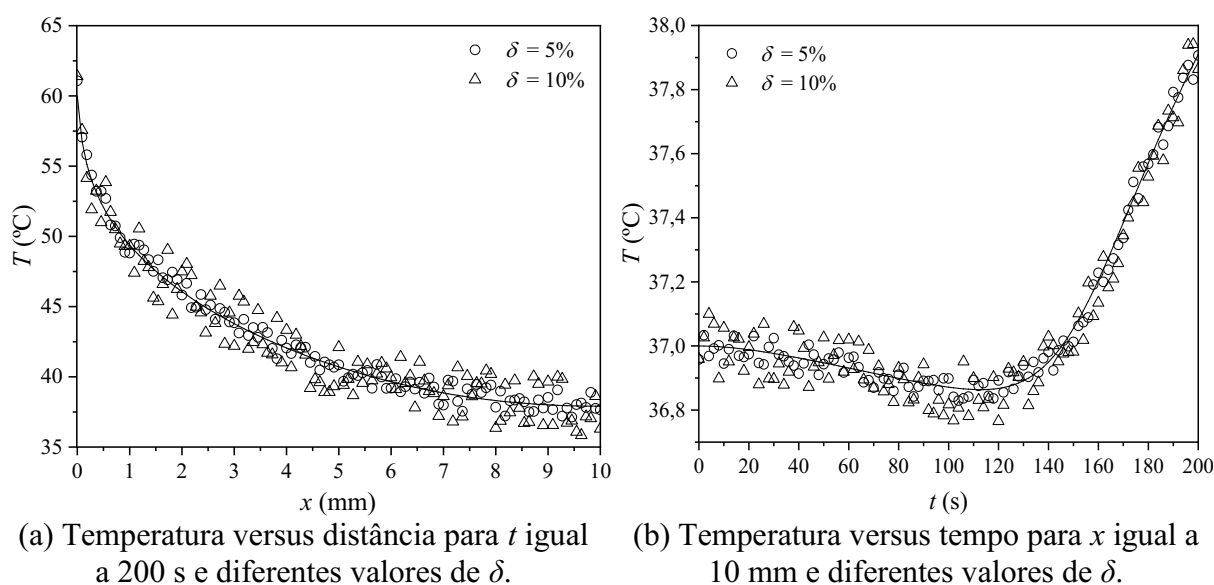 δ = 5%
δ = 10%
T (ºC)
60
55
50
45
40
35
0 1 2 3 4 5 6 7 8 9 10
x (mm)
(a) Temperatura versus distância para t igual
a 200 s e diferentes valores de δ.
38,0
δ = 5%
δ = 10%
T (ºC)
37,8
37,6
37,4
37,2
37,0
36,8
0 20 40 60 80 100 120 140 160 180 200
t (s)
(b) Temperatura versus tempo para x igual a
10 mm e diferentes valores de δ.